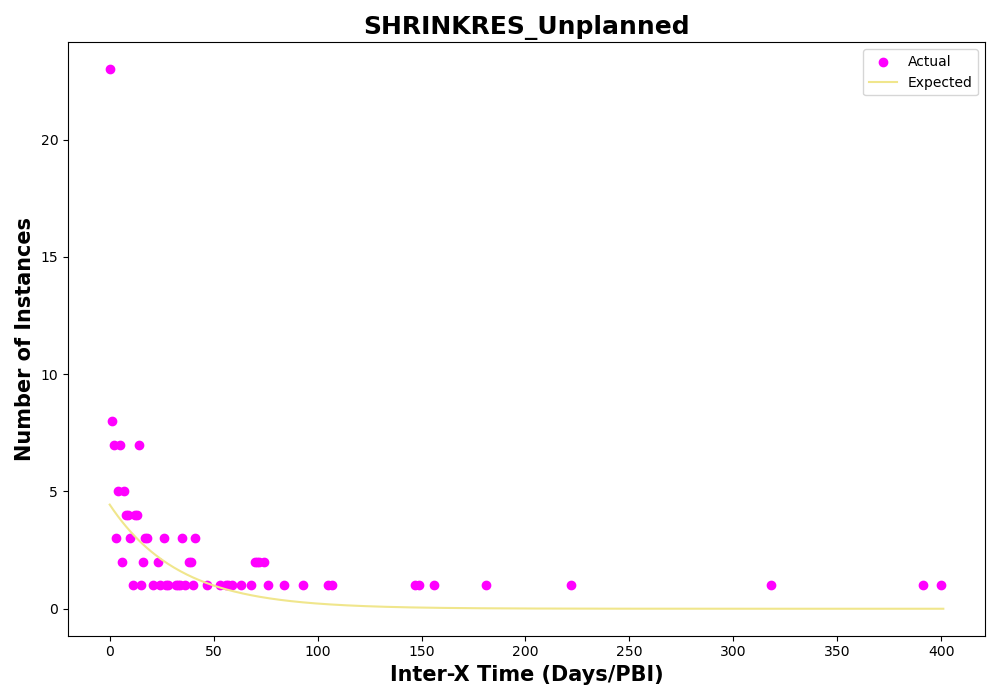 SHRINKRES_Unplanned
Actual
Expected
Number of Instances
20
15
10
5
0
0 50 100 150 200 250 300 350 400
Inter-X Time (Days/PBI)